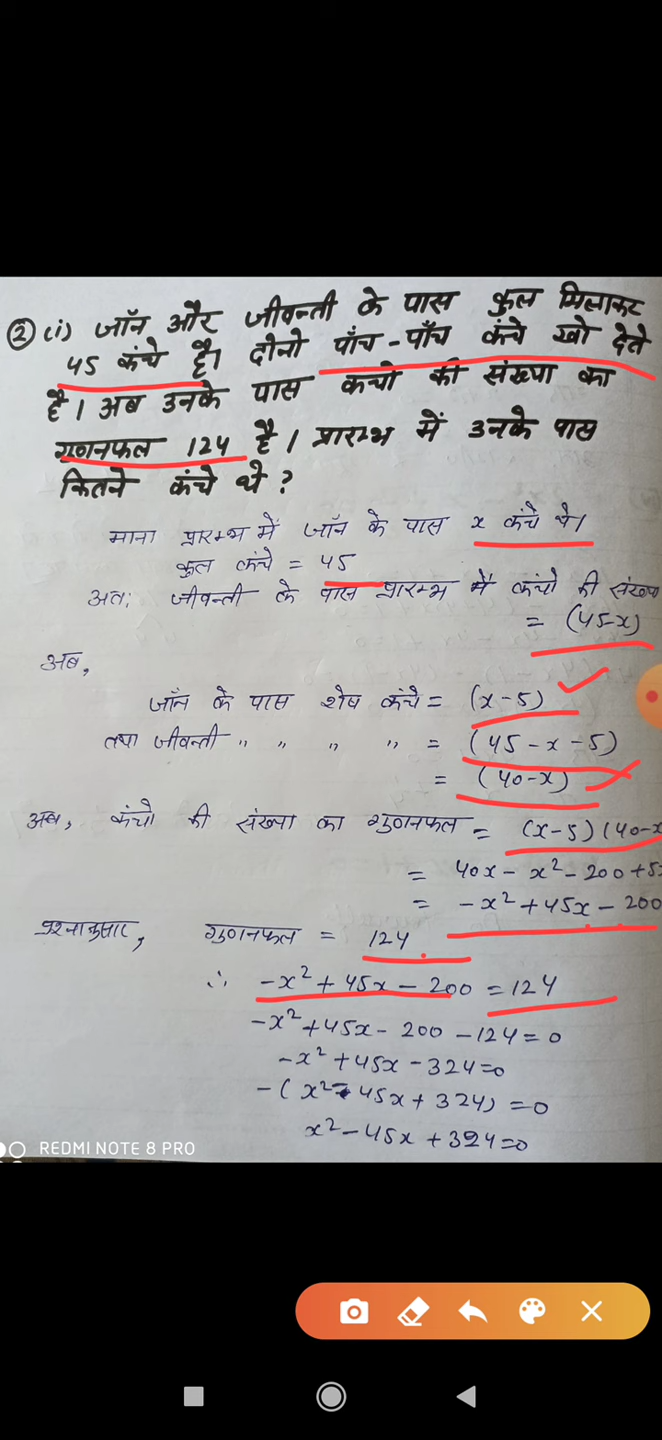 ② (i) जॉन और जीवन्ती के पास कुल मिलाकर
45 कंचे है। दोनो पाँच-पाँच कंचे खो देते
है। अब उनके पास कंचो की संख्या का
गुणनफल 124 है। प्रारम्भ में उनके पास
कितने कंचे थे?
माना प्रारम्भ में जॉन के पास x कंचे थे।
कुल कंचे = 45
अत: जीवन्ती के पास प्रारम्भ में कंचो की संख्या
= (45-x)
अब,
जॉन के पास शेष कंचे = (x-5)
तथा जीवन्ती " " " " = (45-x-5)
= (40-x)
अब, कंचो की संख्या का गुणनफल = (x-5)(40-x
= 40x - x² - 200 + 5x
= -x² + 45x - 200
प्रश्नानुसार, गुणनफल = 124
∴ -x² + 45x - 200 = 124
-x² + 45x - 200 - 124 = 0
-x² + 45x - 324 = 0
-(x² - 45x + 324) = 0
x² - 45x + 324 = 0
REDMI NOTE 8 PRO